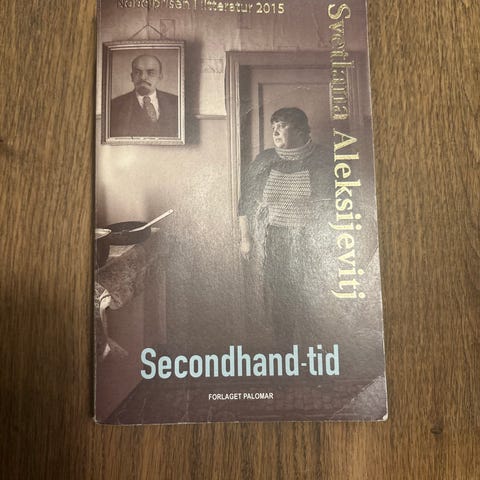 Nobelprisen i litteratur 2015
Svetlana Aleksijevitj
Secondhand-tid
FORLAGET PALOMAR